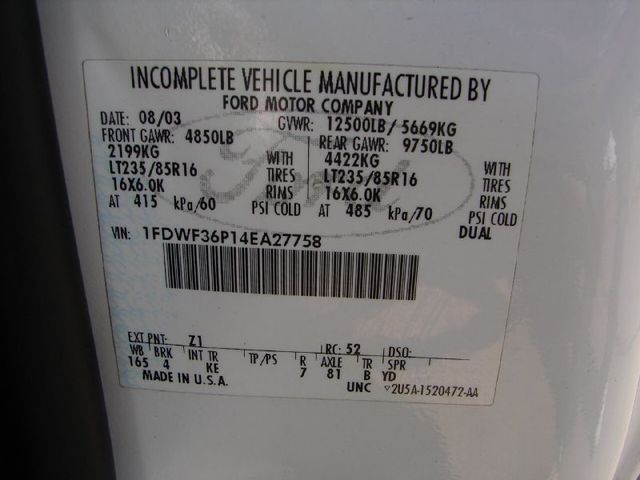 INCOMPLETE VEHICLE MANUFACTURED BY
FORD MOTOR COMPANY
DATE: 08/03 GVWR: 12500LB/ 5669KG
FRONT GAWR: 4850LB REAR GAWR: 9750LB
2199KG WITH 4422KG WITH
LT235/85R16 TIRES LT235/85R16 TIRES
16X6.0K RIMS 16X6.0K RIMS
AT 415 kPa/60 PSI COLD AT 485 kPa/70 PSI COLD
DUAL
VIN: 1FDWF36P14EA27758
Ford
EXT PNT: Z1 RC: 52 DSO:
WB BRK INT TR TP/PS R AXLE TR SPR
165 4 KE 7 81 B YD
MADE IN U.S.A. UNC 2U5A-1520472-AA